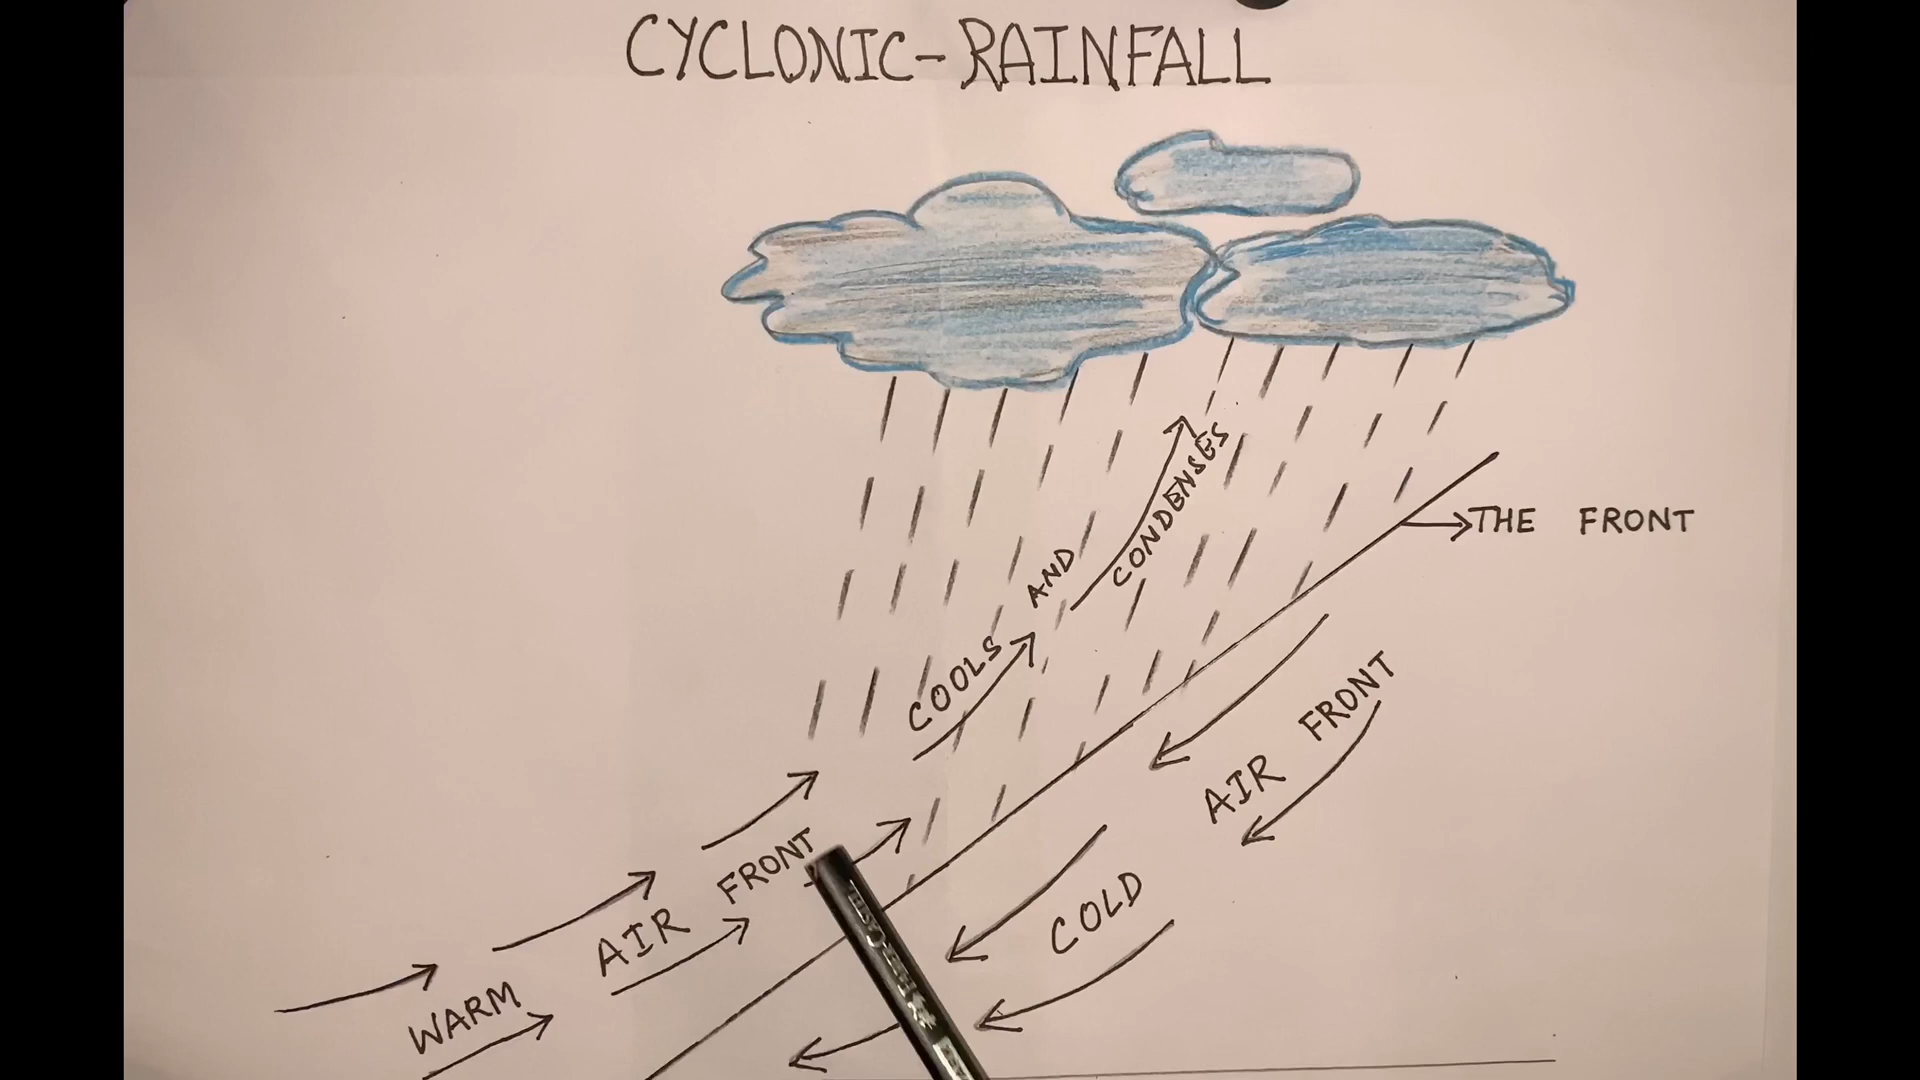 CYCLONIC-RAINFALL
THE FRONT
COOLS AND CONDENSES
WARM AIR FRONT
COLD AIR FRONT